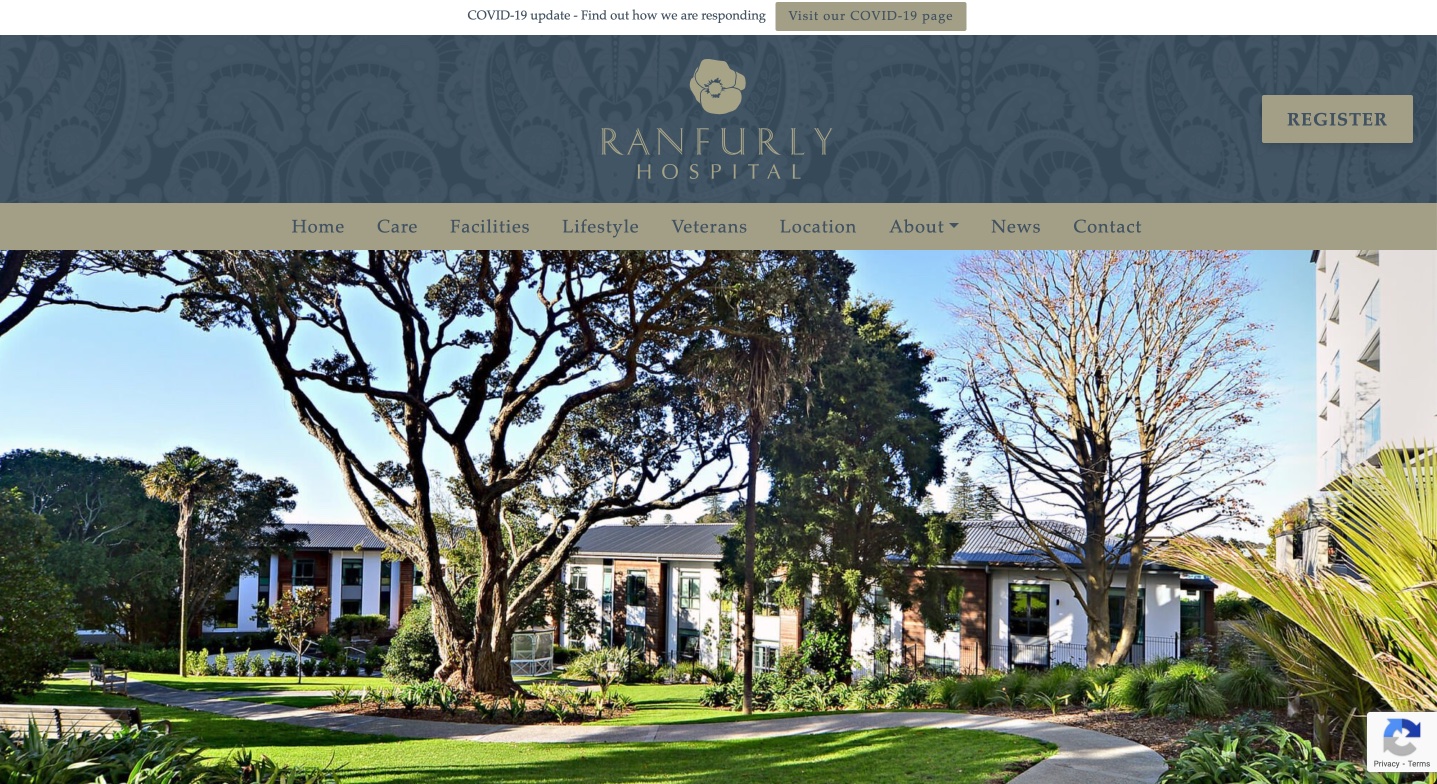 COVID-19 update - Find out how we are responding
Visit our COVID-19 page
RANFURLY
HOSPITAL
REGISTER
Home Care Facilities Lifestyle Veterans Location About News Contact
Privacy - Terms